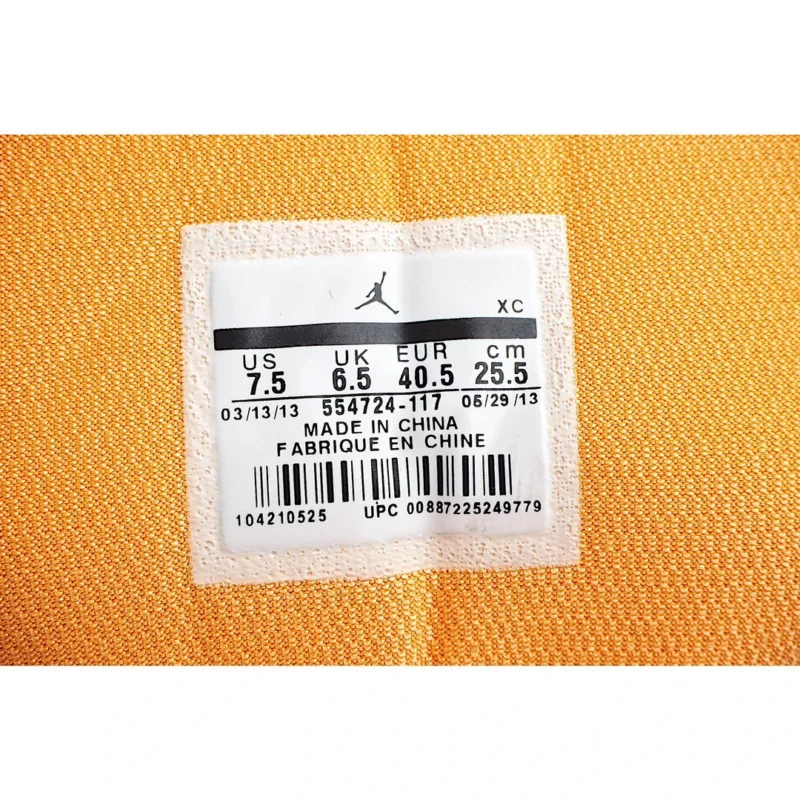 XC
US UK EUR cm
7.5 6.5 40.5 25.5
03/13/13 554724-117 05/29/13
MADE IN CHINA
FABRIQUE EN CHINE
104210525 UPC 00887225249779